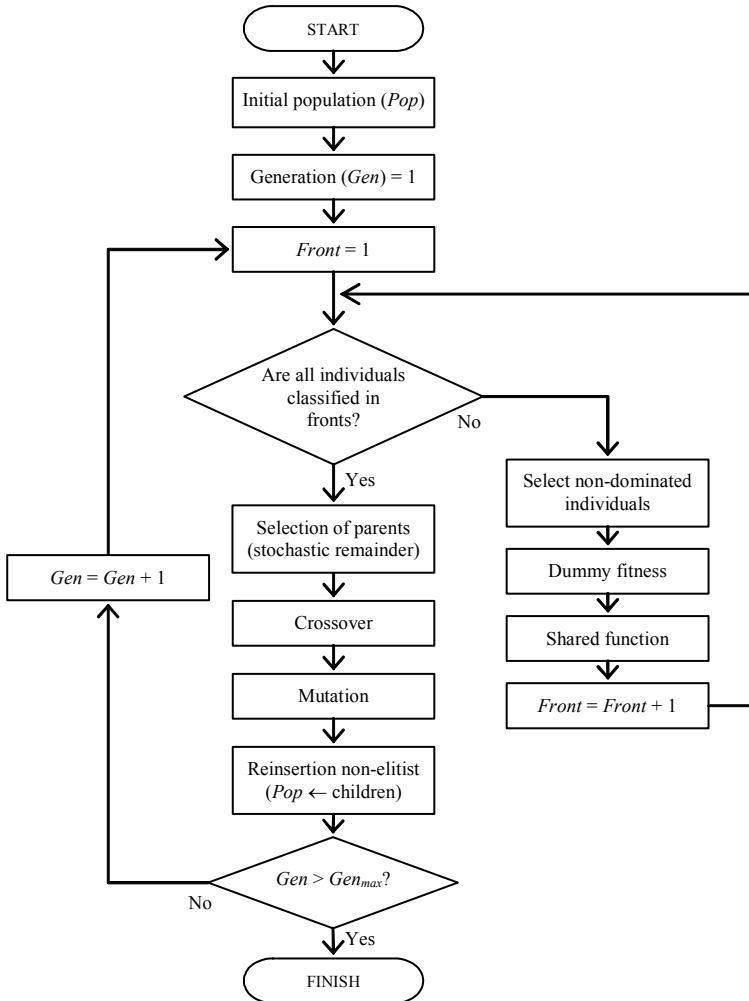 START
Initial population (Pop)
Generation (Gen) = 1
Front = 1
Are all individuals
classified in
fronts?
No
Yes
Select non-dominated
individuals
Selection of parents
(stochastic remainder)
Gen = Gen + 1
Dummy fitness
Crossover
Shared function
Mutation
Front = Front + 1
Reinsertion non-elitist
(Pop ← children)
Gen > Genmax?
No
Yes
FINISH